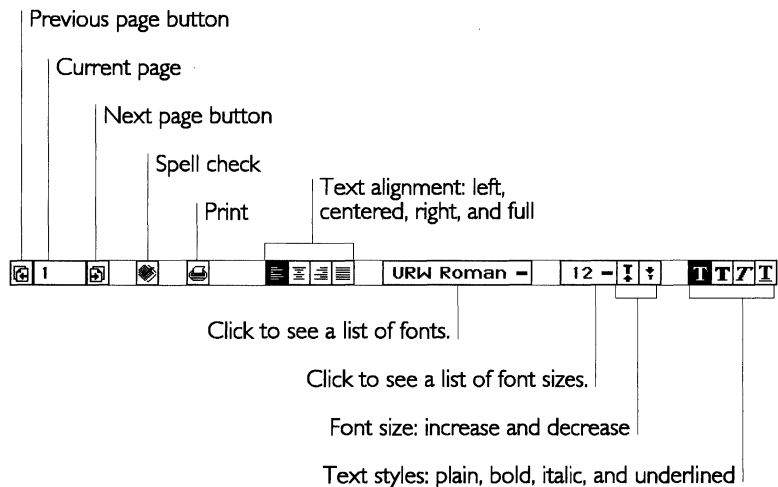 Previous page button
Current page
Next page button
Spell check
Print
Text alignment: left,
centered, right, and full
1
URW Roman
12
T T T T
Click to see a list of fonts.
Click to see a list of font sizes.
Font size: increase and decrease
Text styles: plain, bold, italic, and underlined